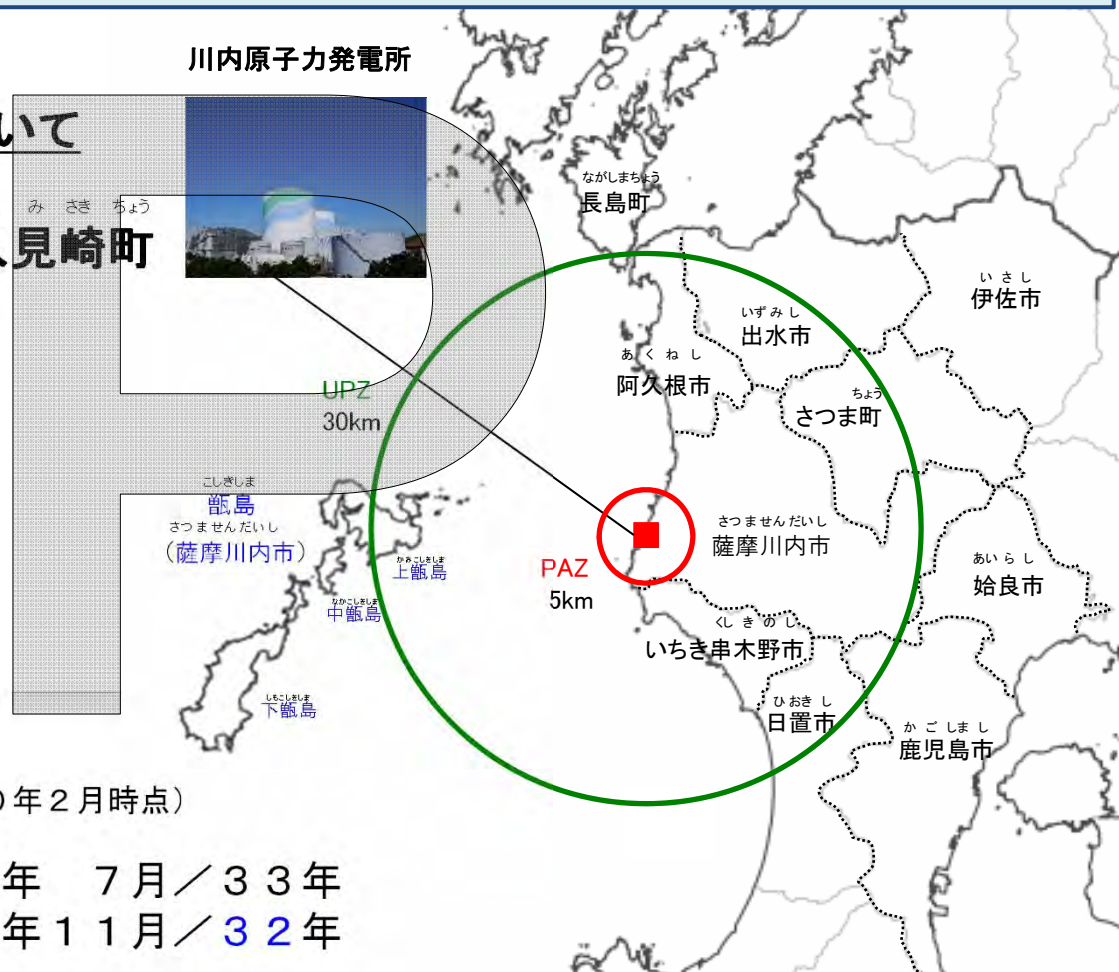 川内原子力発電所
いて
み さき ちょう
見崎町
ながしまちょう
長島町
いさし
伊佐市
いずみし
出水市
あくねし
阿久根市
ちょう
さつま町
UPZ
30km
こしきしま
甑島
さつませんだいし
（薩摩川内市）
かみこしきしま
上甑島
なかこしきしま
中甑島
しもこしきしま
下甑島
PAZ
5km
さつませんだいし
薩摩川内市
あいらし
姶良市
くしきのし
いちき串木野市
ひおきし
日置市
かごしまし
鹿児島市
年２月時点）
年　７月／３３年
年１１月／３２年